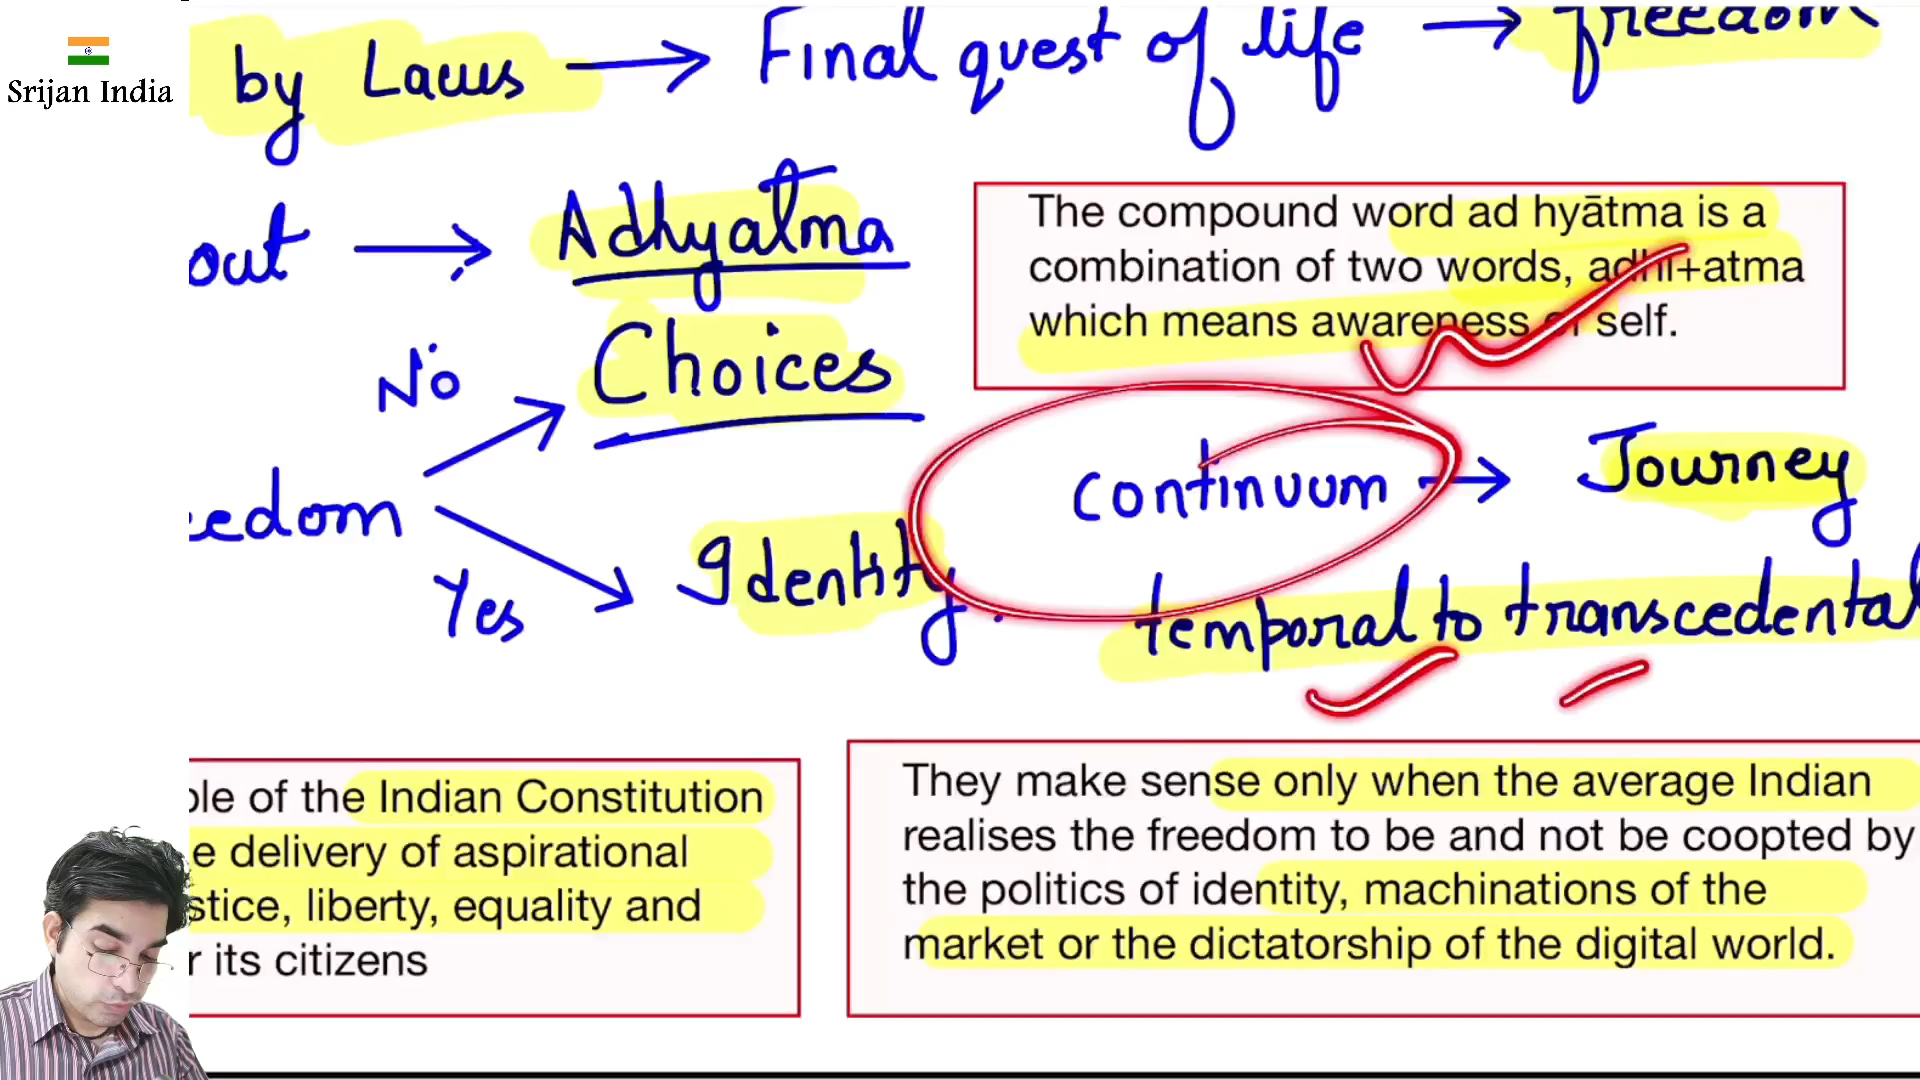 Srijan India
by Laws → Final quest of life → freedom
out → Adhyatma
The compound word ad hyātma is a
combination of two words, adhi+atma
which means awareness of self.
No
Choices
continuum → Journey
eedom
Yes
Identity.
temporal to transcedental
ple of the Indian Constitution
e delivery of aspirational
stice, liberty, equality and
r its citizens
They make sense only when the average Indian
realises the freedom to be and not be coopted by
the politics of identity, machinations of the
market or the dictatorship of the digital world.